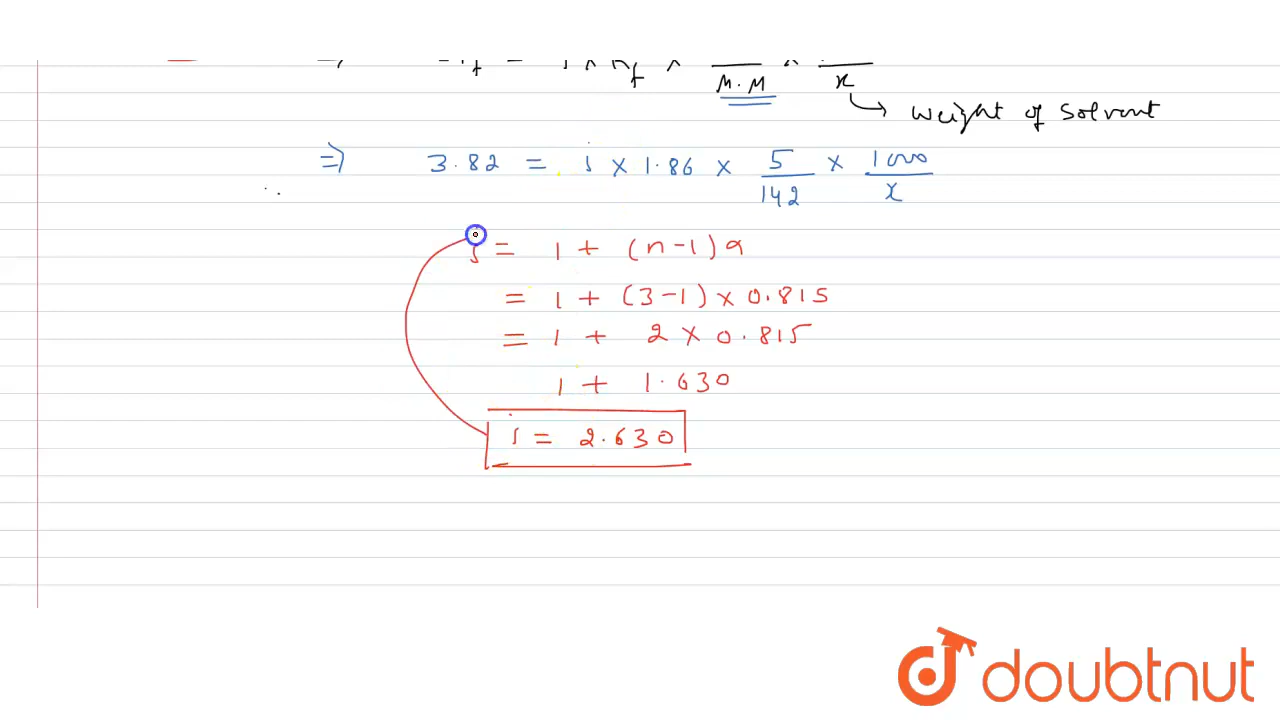 M.M x
weight of Solvent
=> 3.82 = i × 1.86 × 5/142 × 1000/x
i = 1 + (n-1) a
= 1 + (3-1) × 0.815
= 1 + 2 × 0.815
1 + 1.630
i = 2.630
doubtnut